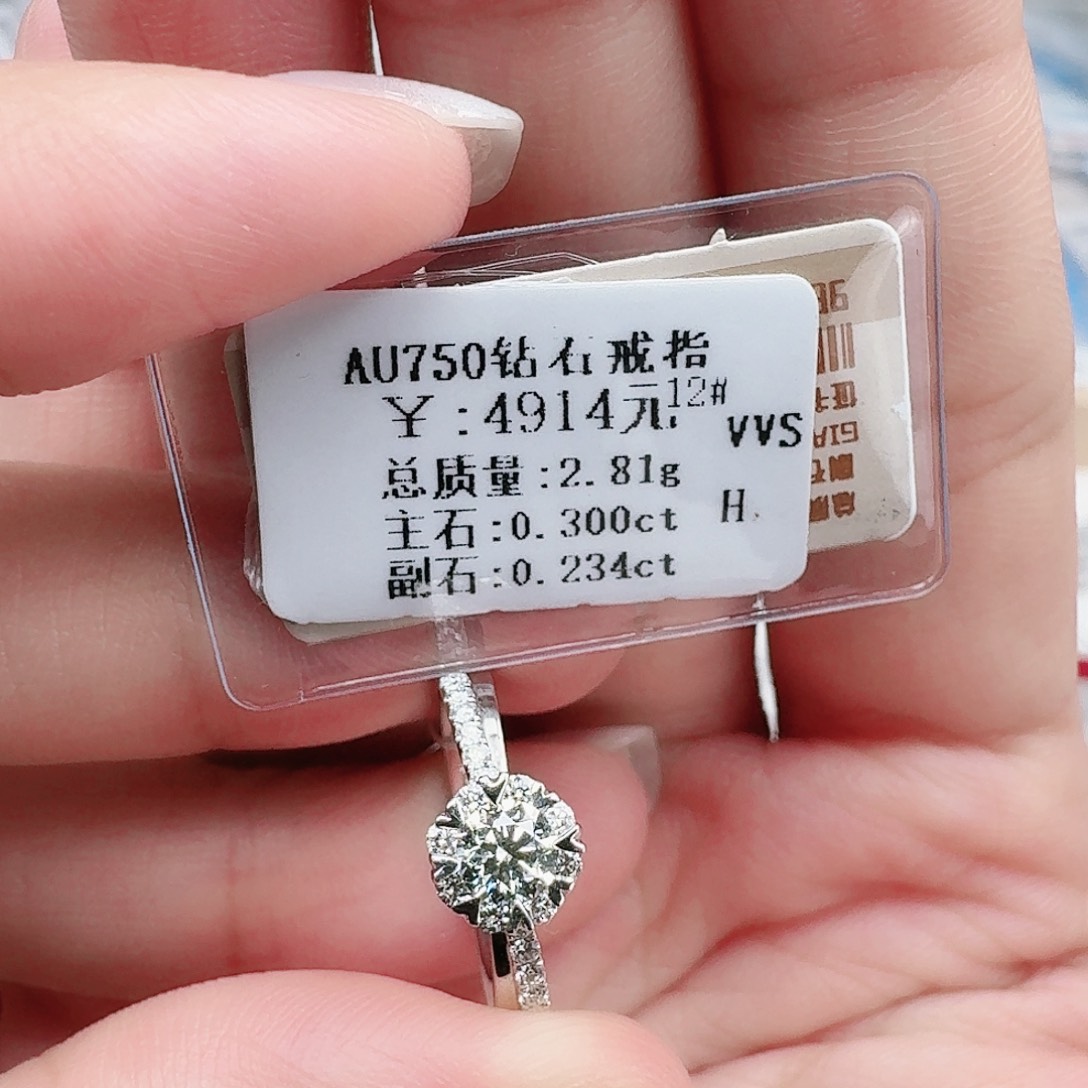 AU750钻石戒指
￥:4914元 12#
VVS
总质量:2.81g
H
主石:0.300ct
副石:0.234ct
GIA